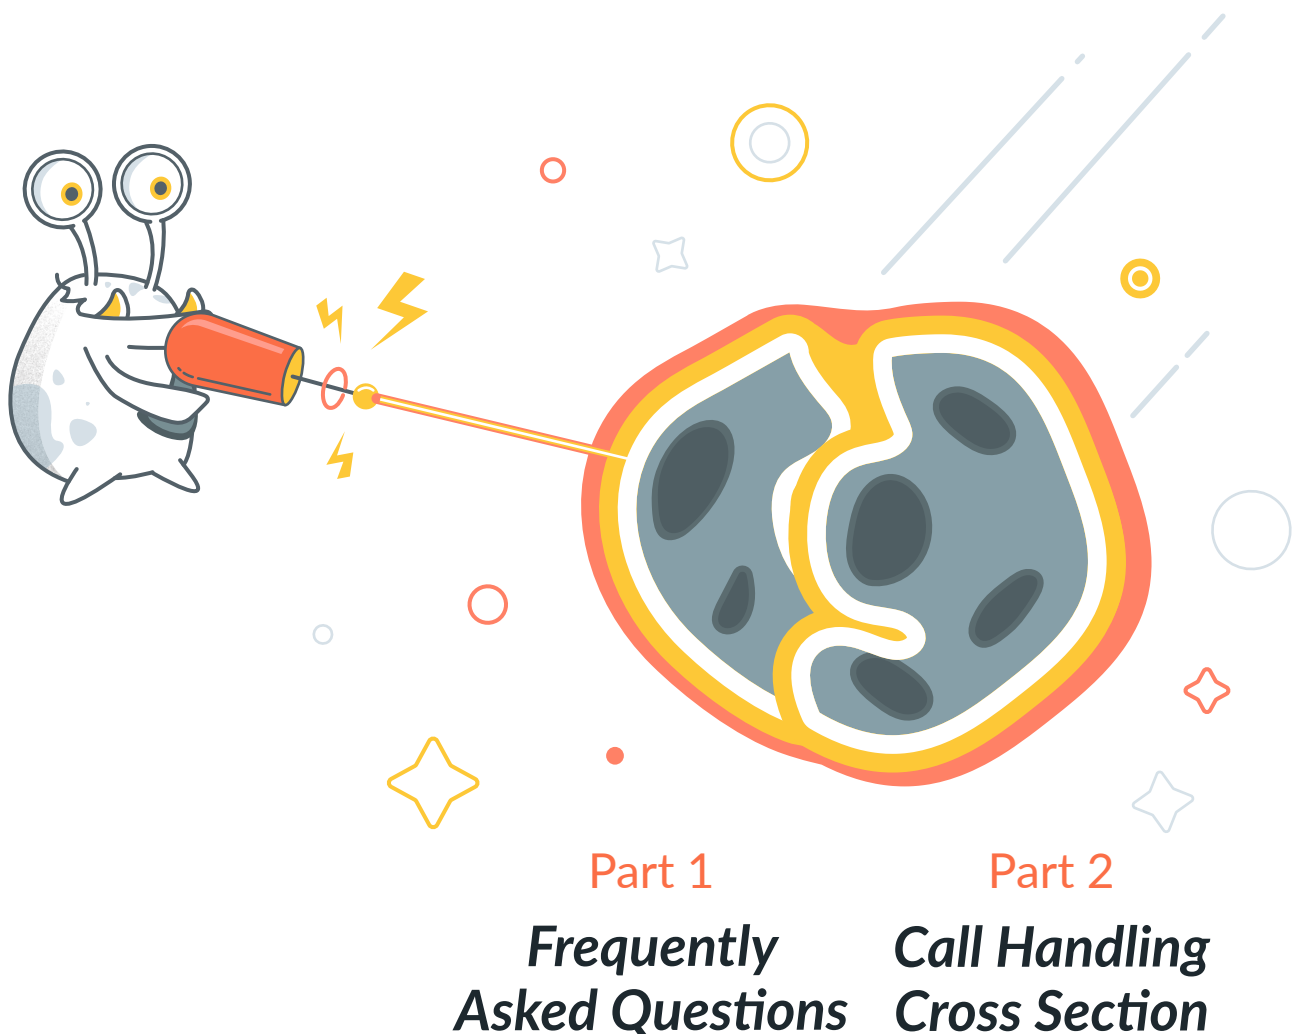 Part 1
Frequently
Asked Questions
Part 2
Call Handling
Cross Section